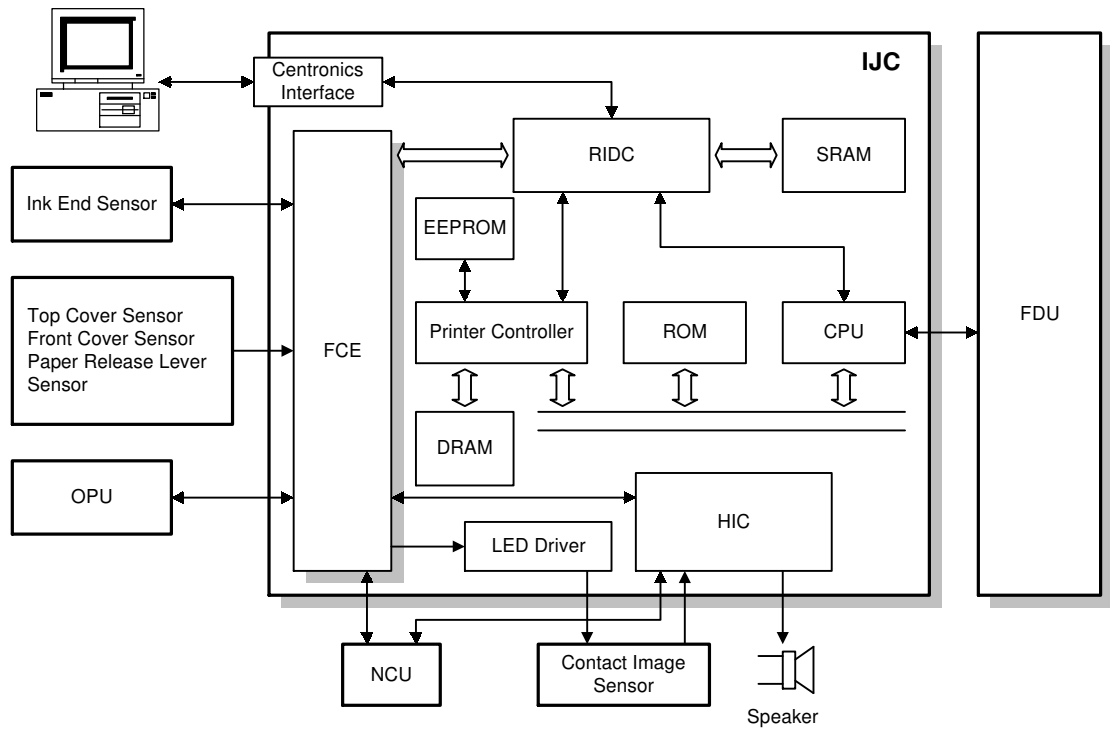 IJC
Centronics
Interface
RIDC
SRAM
Ink End Sensor
EEPROM
Top Cover Sensor
Front Cover Sensor
Paper Release Lever
Sensor
FCE
Printer Controller
ROM
CPU
FDU
DRAM
OPU
HIC
LED Driver
NCU
Contact Image
Sensor
Speaker